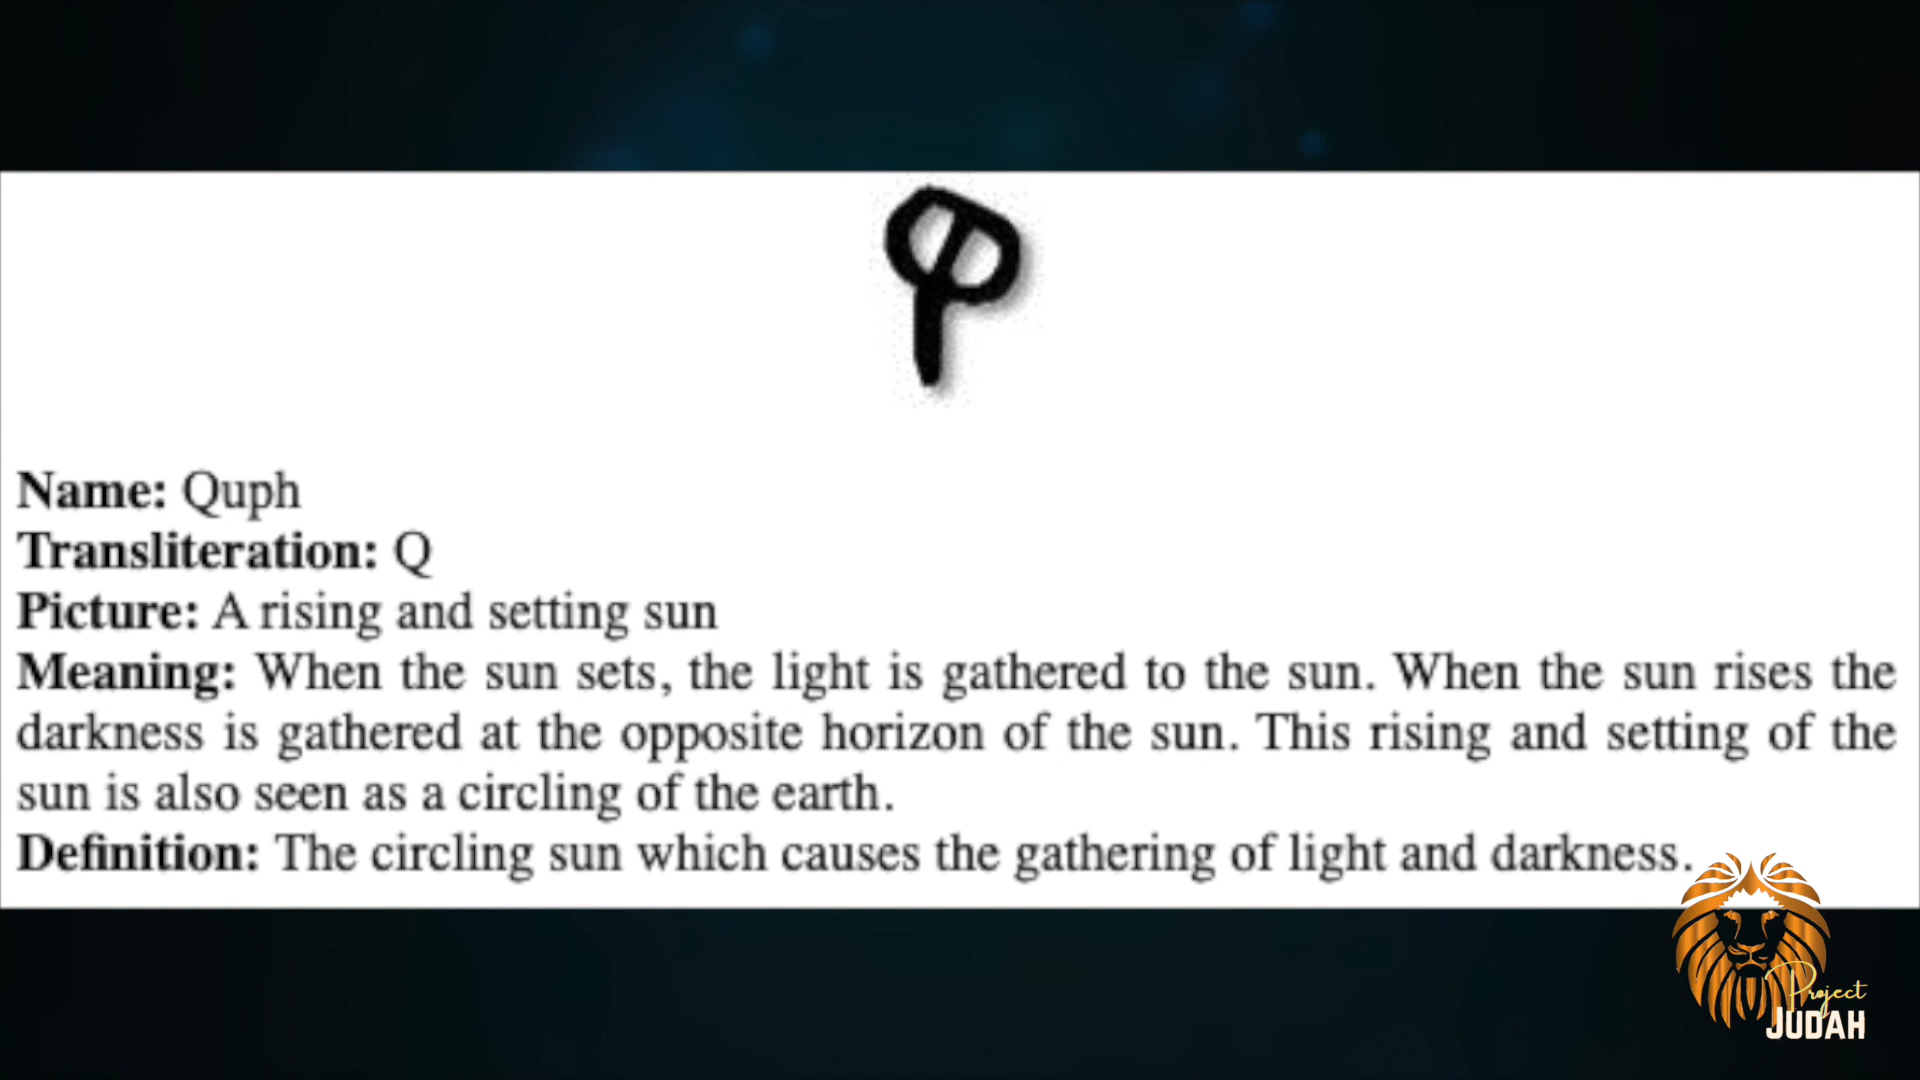 Name: Quph
Transliteration: Q
Picture: A rising and setting sun
Meaning: When the sun sets, the light is gathered to the sun. When the sun rises the
darkness is gathered at the opposite horizon of the sun. This rising and setting of the
sun is also seen as a circling of the earth.
Definition: The circling sun which causes the gathering of light and darkness.
Project
JUDAH